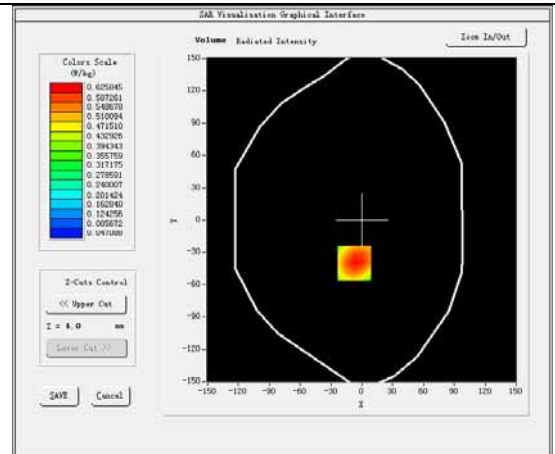 SAR Visualisation Graphical Interface
Volume Radiated Intensity
Zoom In/Out
Colors Scale
(W/kg)
0.625845
0.587261
0.548678
0.510094
0.471510
0.432926
0.394343
0.355759
0.317175
0.278591
0.240007
0.201424
0.162840
0.124256
0.085672
0.047088
Z-Cuts Control
<< Upper Cut
Z = 4.0 mm
Lower Cut >>
SAVE
Cancel
150
120
90
60
30
0
-30
-60
-90
-120
-150
Y
-150 -120 -90 -60 -30 0 30 60 90 120 150
X